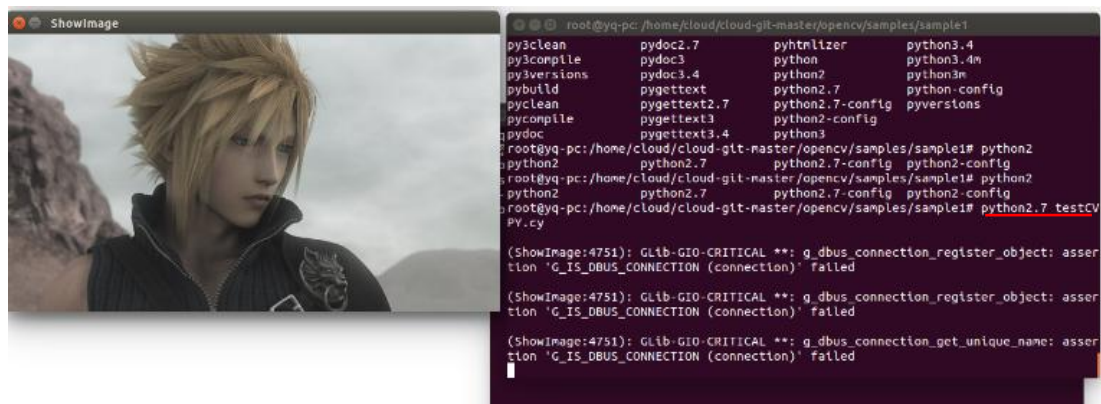 ShowImage
root@yq-pc: /home/cloud/cloud-git-master/opencv/samples/sample1
py3clean pydoc2.7 pyhtmlizer python3.4
py3compile pydoc3 python python3.4m
py3versions pydoc3.4 python2 python3m
pybuild pygettext python2.7 python-config
pyclean pygettext2.7 python2.7-config pyversions
pycompile pygettext3 python2-config
pydoc pygettext3.4 python3
root@yq-pc:/home/cloud/cloud-git-master/opencv/samples/sample1# python2
python2 python2.7 python2.7-config python2-config
root@yq-pc:/home/cloud/cloud-git-master/opencv/samples/sample1# python2
python2 python2.7 python2.7-config python2-config
root@yq-pc:/home/cloud/cloud-git-master/opencv/samples/sample1# python2.7 testCV
PY.cy
(ShowImage:4751): GLib-GIO-CRITICAL **: g_dbus_connection_register_object: asser
tion 'G_IS_DBUS_CONNECTION (connection)' failed
(ShowImage:4751): GLib-GIO-CRITICAL **: g_dbus_connection_register_object: asser
tion 'G_IS_DBUS_CONNECTION (connection)' failed
(ShowImage:4751): GLib-GIO-CRITICAL **: g_dbus_connection_get_unique_name: asser
tion 'G_IS_DBUS_CONNECTION (connection)' failed